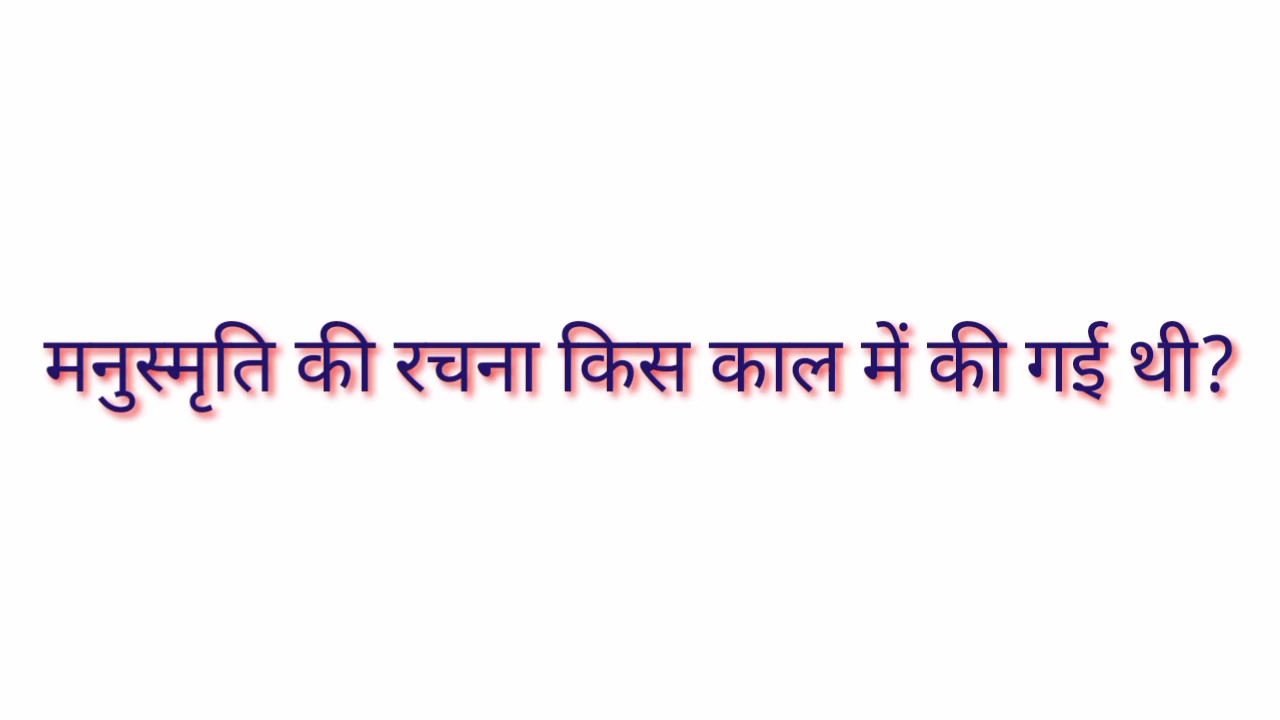 मनुस्मृति की रचना किस काल में की गई थी?